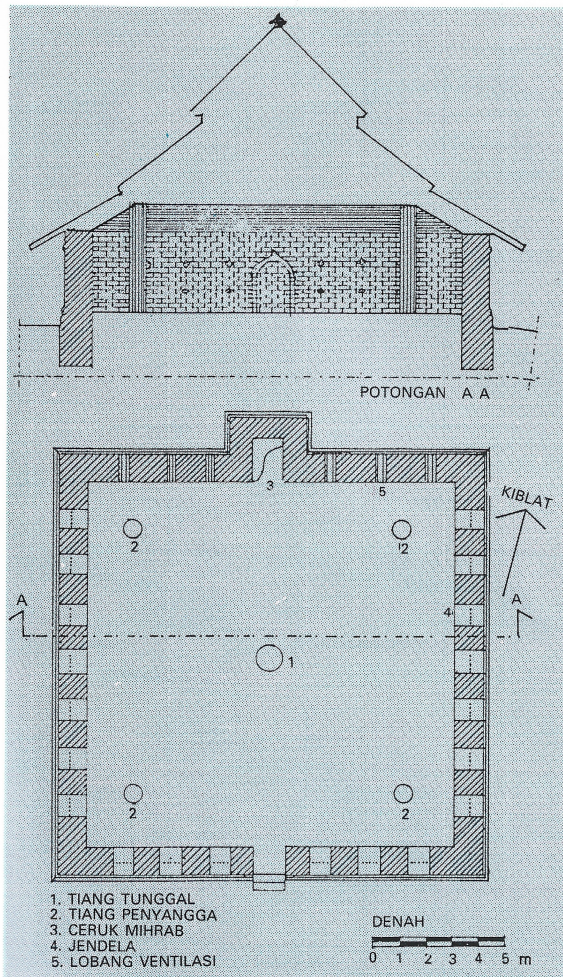 POTONGAN A A
3
5
KIBLAT
2
2
4
A
A
1
2
2
1. TIANG TUNGGAL
2. TIANG PENYANGGA
3. CERUK MIHRAB
4. JENDELA
5. LOBANG VENTILASI
DENAH
0 1 2 3 4 5 m